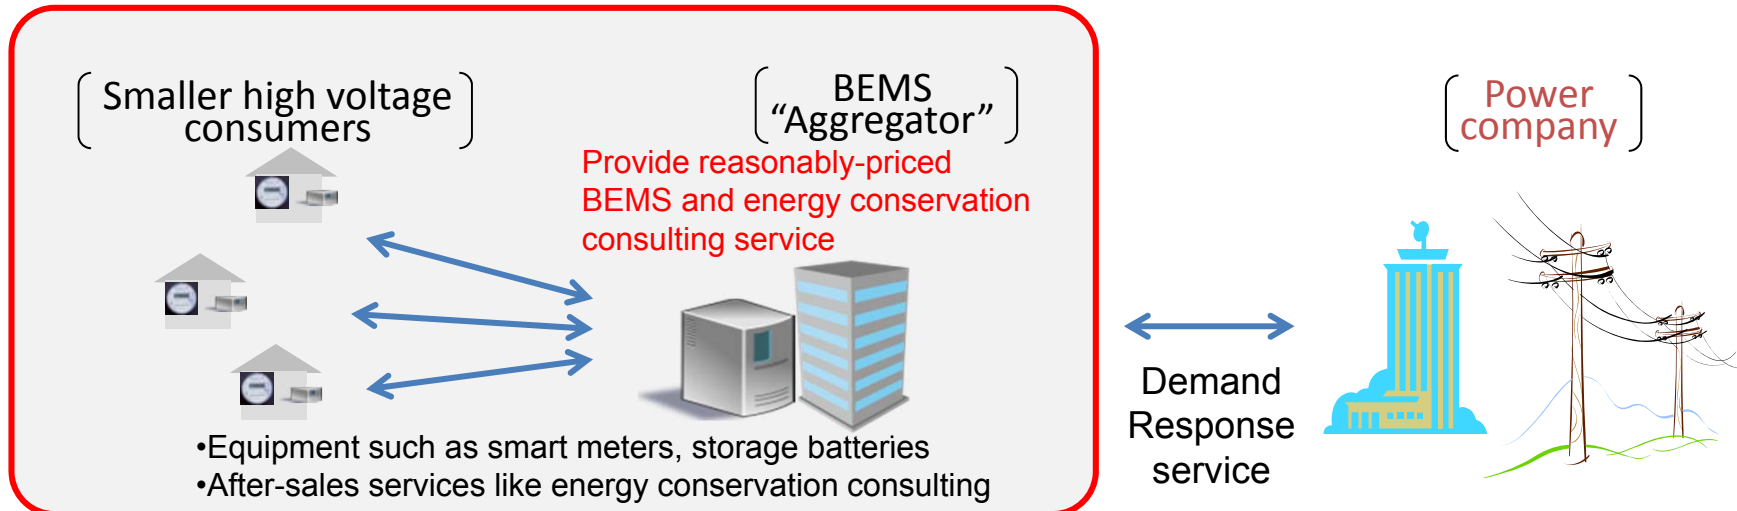 Smaller high voltage
consumers
BEMS
“Aggregator”
Provide reasonably-priced
BEMS and energy conservation
consulting service
•Equipment such as smart meters, storage batteries
•After-sales services like energy conservation consulting
Demand
Response
service
Power
company